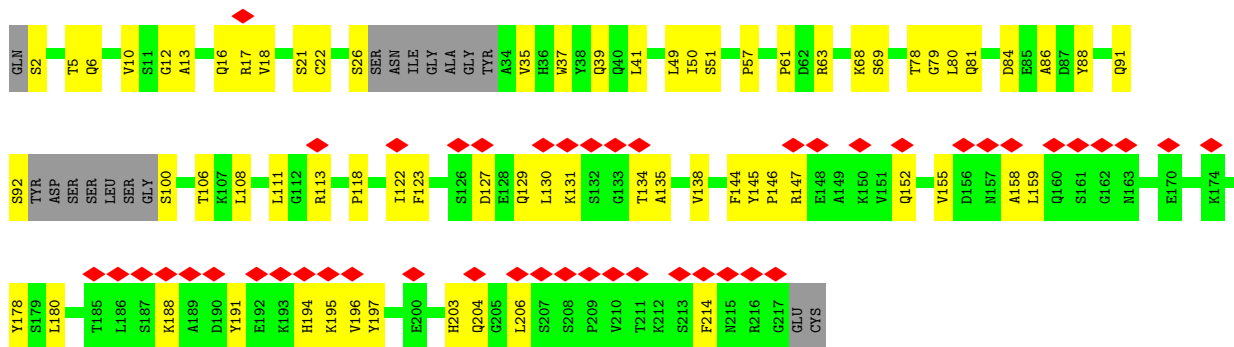 GLN S2 T5 Q6 V10 S11 G12 A13 Q16 R17 V18 S21 C22 S26 SER ASN ILE GLY ALA GLY TYR A34 V35 H36 W37 Y38 Q39 Q40 L41 L49 I50 S51 P57 P61 D62 R63 K68 S69 T78 G79 L80 Q81 D84 E85 A86 D87 Y88 Q91
S92 TYR ASP SER SER LEU SER GLY S100 T106 K107 L108 L111 G112 R113 P118 I122 F123 S126 D127 E128 Q129 L130 K131 S132 G133 T134 A135 V138 F144 Y145 P146 R147 E148 A149 K150 V151 Q152 V155 D156 N157 A158 L159 Q160 S161 G162 N163 E170 K174
Y178 S179 L180 T185 L186 S187 K188 A189 D190 Y191 E192 K193 H194 K195 V196 Y197 E200 H203 Q204 G205 L206 S207 S208 P209 V210 T211 K212 S213 F214 N215 R216 G217 GLU CYS